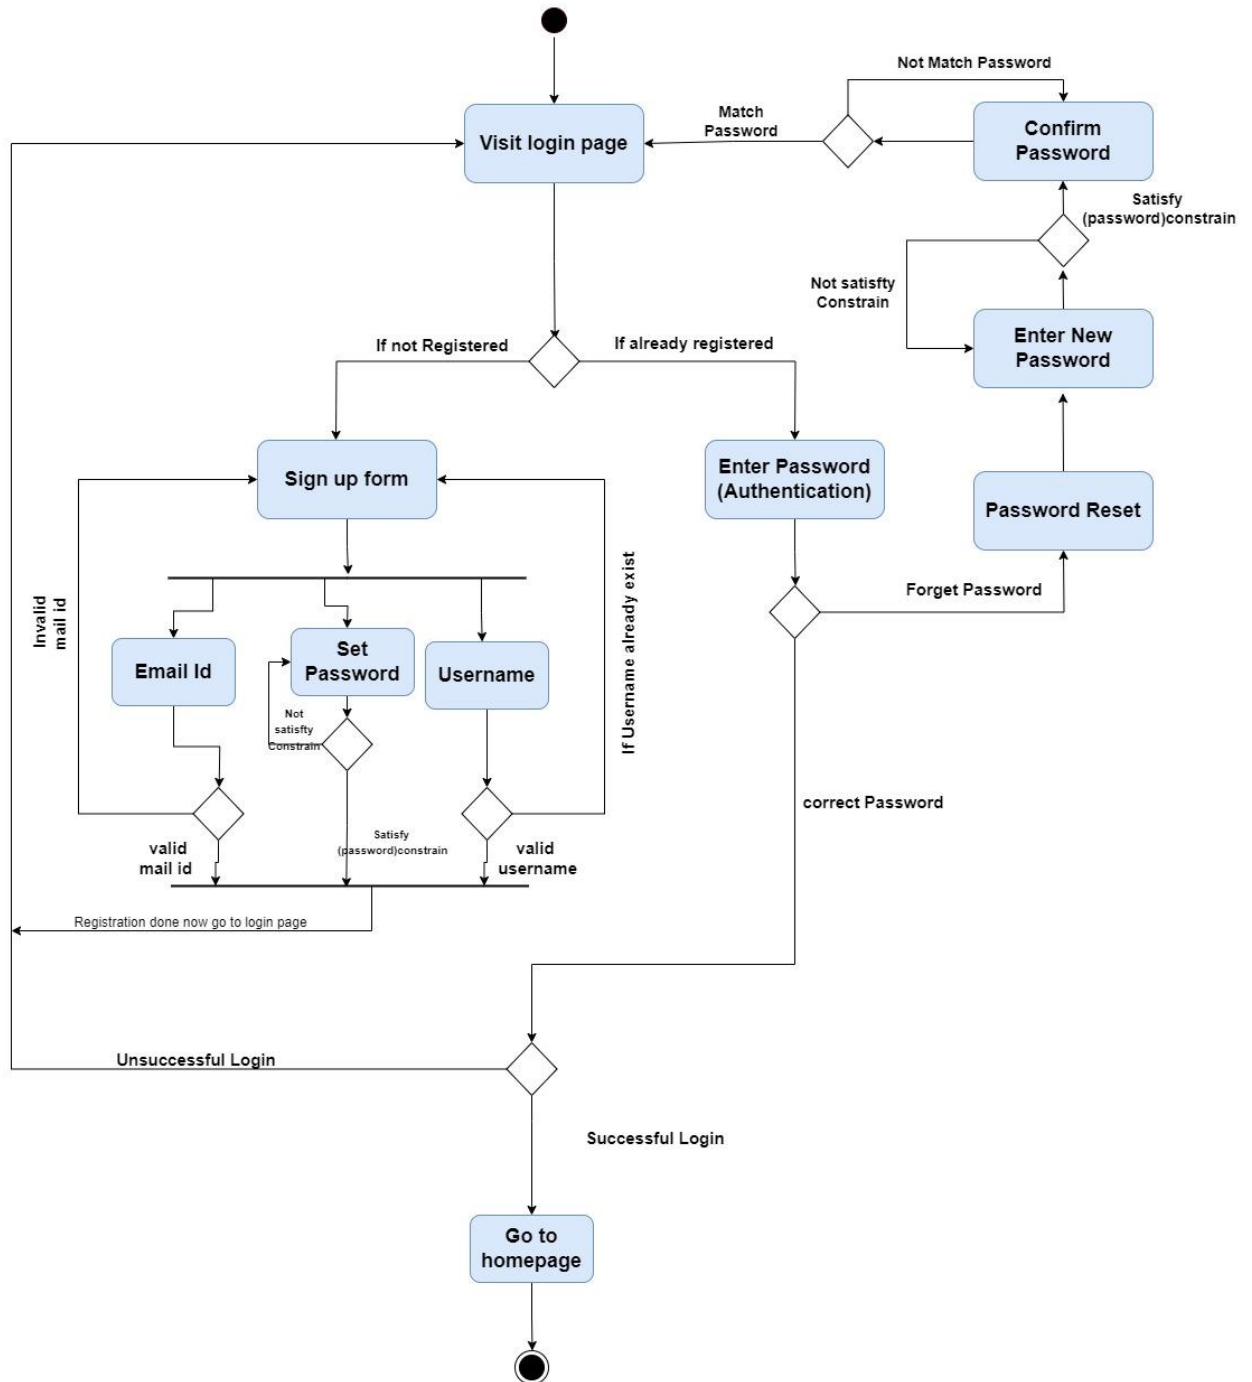 Not Match Password
Match
Password
Visit login page
Confirm
Password
Satisfy
(password)constrain
Not satisfty
Constrain
Enter New
Password
If not Registered
If already registered
Sign up form
Enter Password
(Authentication)
Password Reset
Forget Password
Invalid
mail id
If Username already exist
Email Id
Set
Password
Username
Not
satisfty
Constrain
correct Password
valid
mail id
Satisfy
(password)constrain
valid
username
Registration done now go to login page
Unsuccessful Login
Successful Login
Go to
homepage